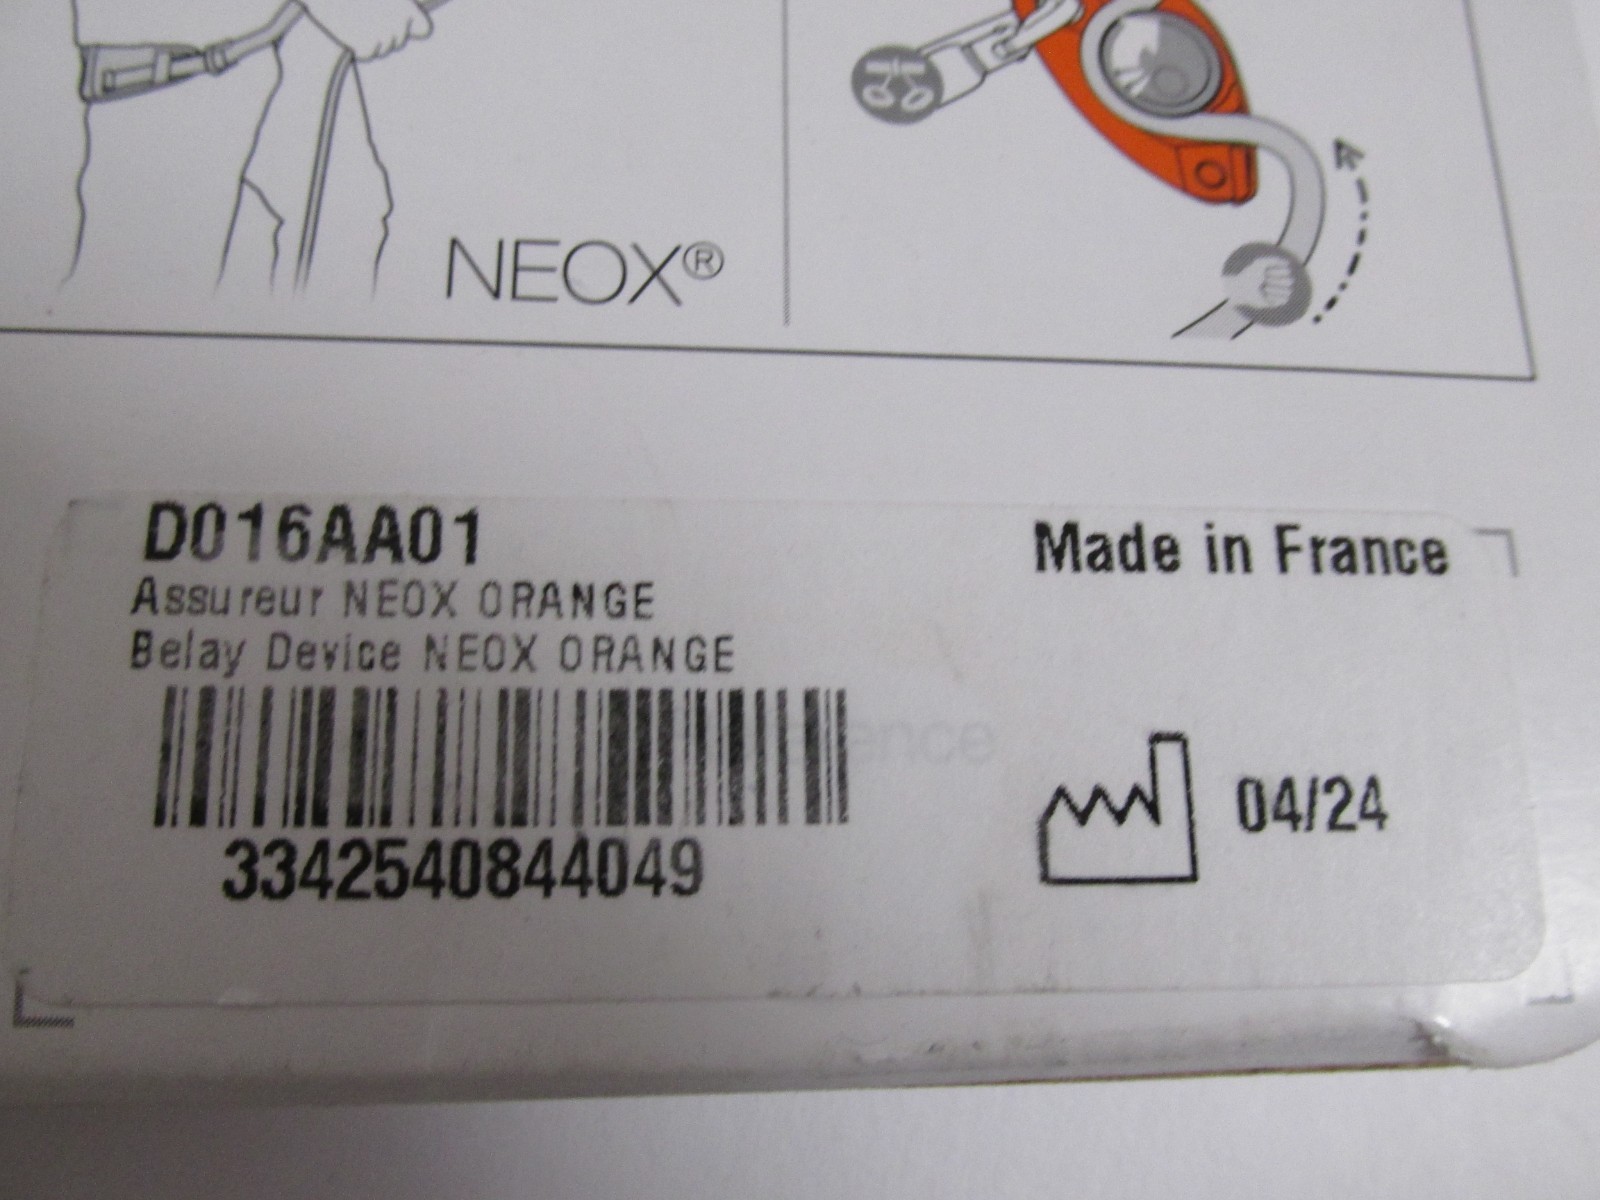 NEOX®
D016AA01
Made in France
Assureur NEOX ORANGE
Belay Device NEOX ORANGE
3342540844049
04/24